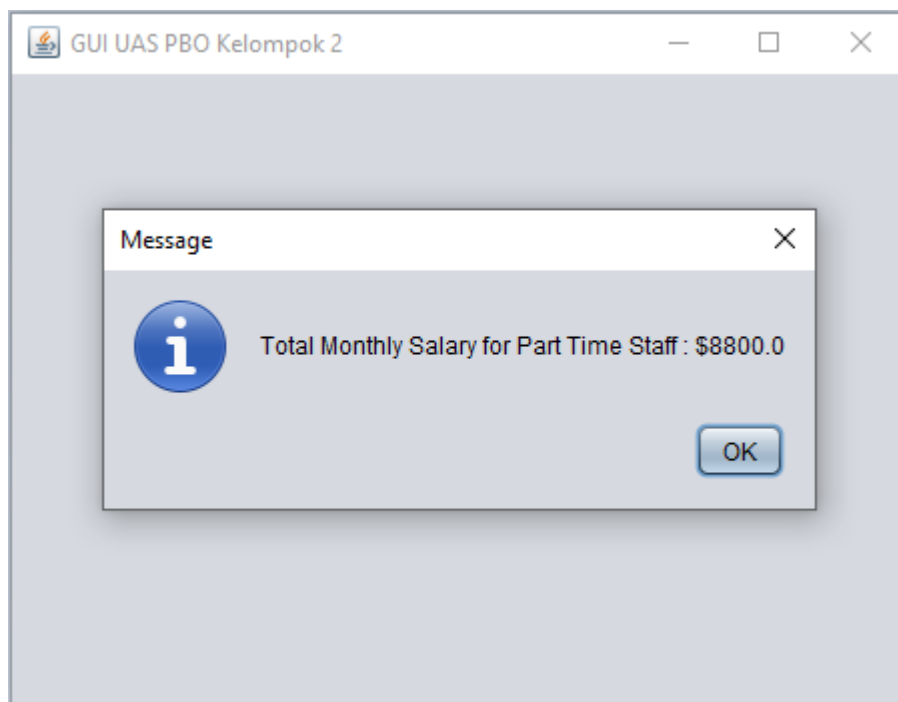 GUI UAS PBO Kelompok 2
Message
Total Monthly Salary for Part Time Staff : $8800.0
OK